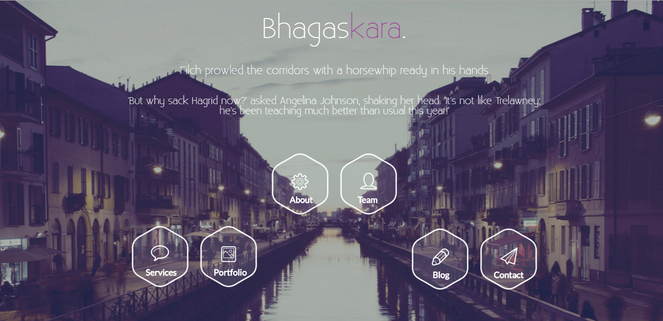 Bhagaskara.
Filch prowled the corridors with a horsewhip ready in his hands
'But why sack Hagrid now?' asked Angelina Johnson, shaking her head. 'It's not like Trelawney;
he's been teaching much better than usual this year!'
About
Team
Services
Portfolio
Blog
Contact